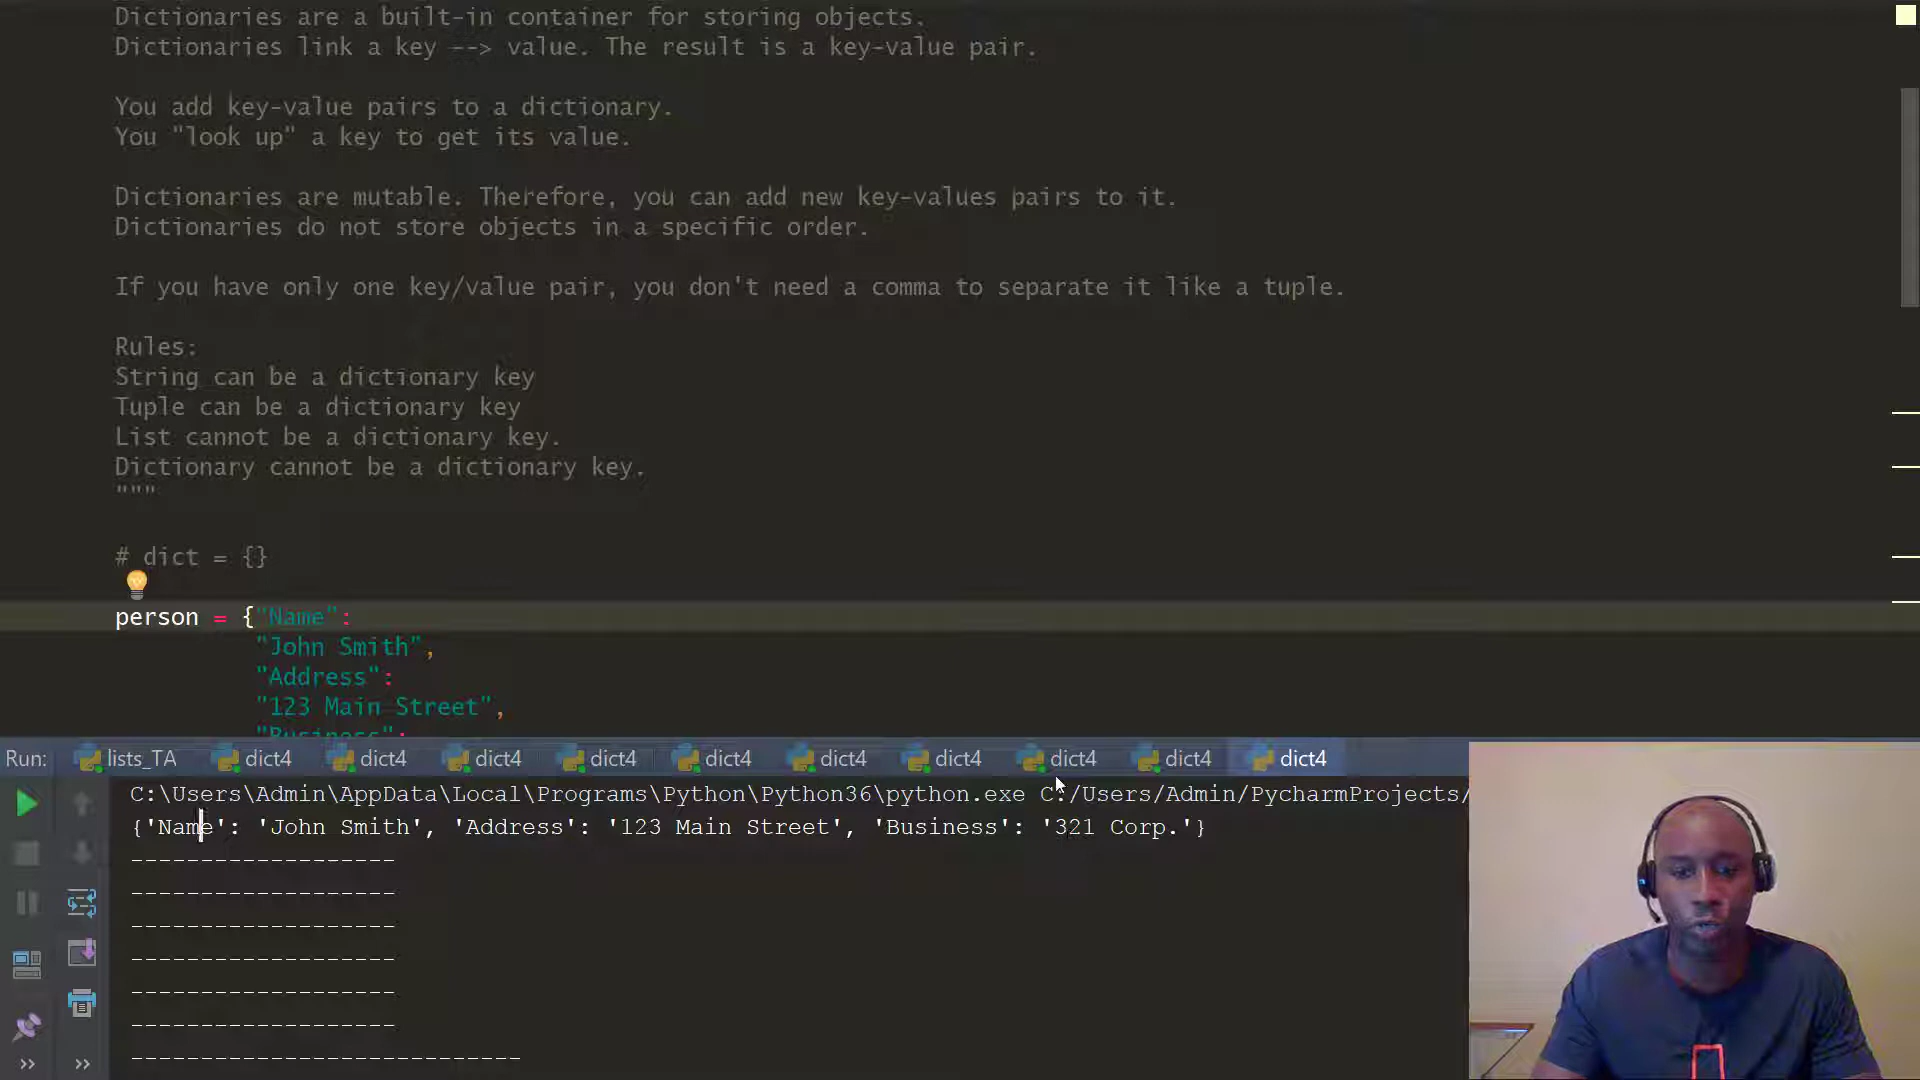 Dictionaries are a built-in container for storing objects.
Dictionaries link a key --> value. The result is a key-value pair.
You add key-value pairs to a dictionary.
You "look up" a key to get its value.
Dictionaries are mutable. Therefore, you can add new key-values pairs to it.
Dictionaries do not store objects in a specific order.
If you have only one key/value pair, you don't need a comma to separate it like a tuple.
Rules:
String can be a dictionary key
Tuple can be a dictionary key
List cannot be a dictionary key.
Dictionary cannot be a dictionary key.
"""
# dict = {}
person = {"Name":
"John Smith",
"Address":
"123 Main Street",
"Business":
Run: lists_TA dict4 dict4 dict4 dict4 dict4 dict4 dict4 dict4 dict4 dict4
C:\Users\Admin\AppData\Local\Programs\Python\Python36\python.exe C:/Users/Admin/PycharmProjects/
{'Name': 'John Smith', 'Address': '123 Main Street', 'Business': '321 Corp.'}
-------------------
-------------------
-------------------
-------------------
-------------------
-------------------
----------------------------